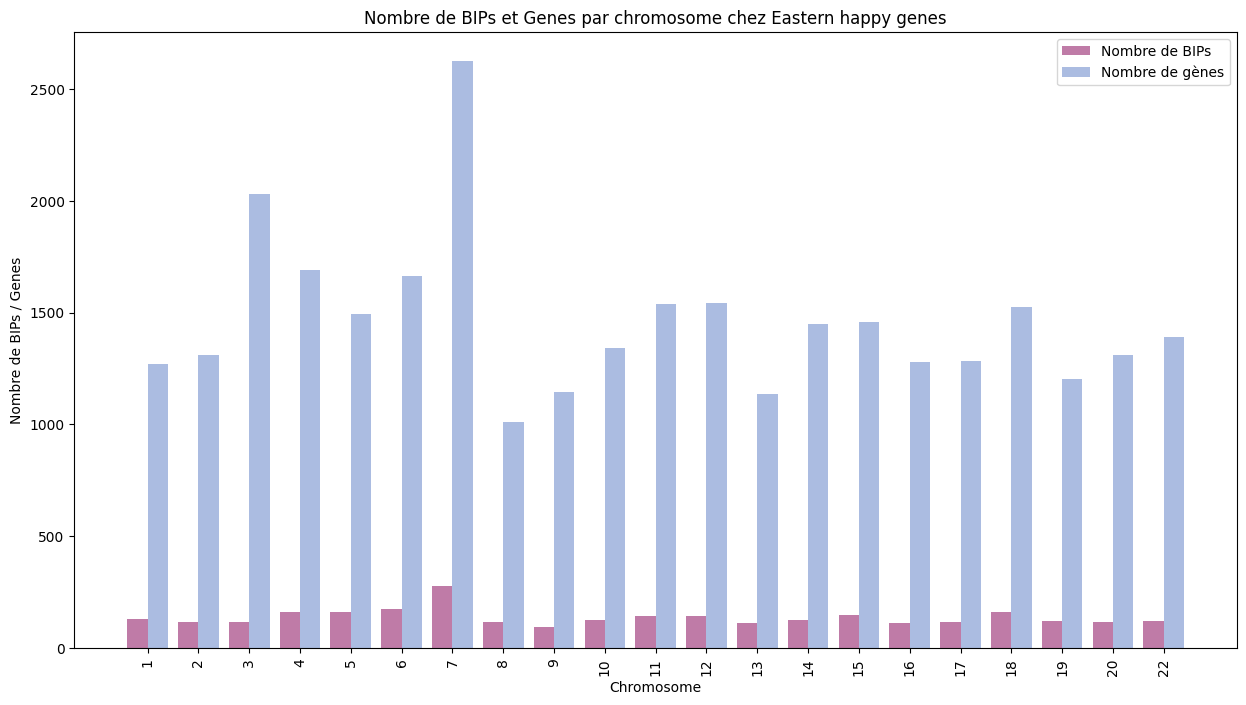 Nombre de BIPs et Genes par chromosome chez Eastern happy genes
Nombre de BIPs
Nombre de gènes
Nombre de BIPs / Genes
2500
2000
1500
1000
500
0
1 2 3 4 5 6 7 8 9 10 11 12 13 14 15 16 17 18 19 20 22
Chromosome